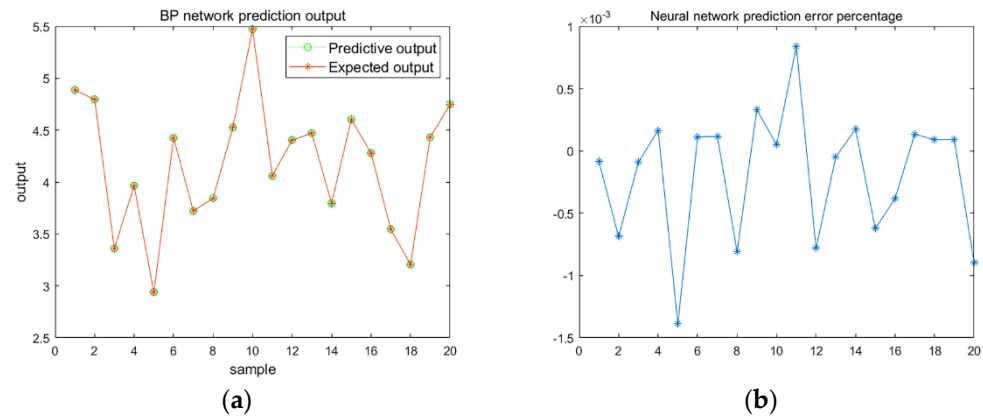 BP network prediction output
5.5
5
4.5
4
3.5
3
2.5
output
Predictive output
Expected output
0 2 4 6 8 10 12 14 16 18 20
sample
(a)
×10⁻³
Neural network prediction error percentage
1
0.5
0
-0.5
-1
-1.5
0 2 4 6 8 10 12 14 16 18 20
(b)